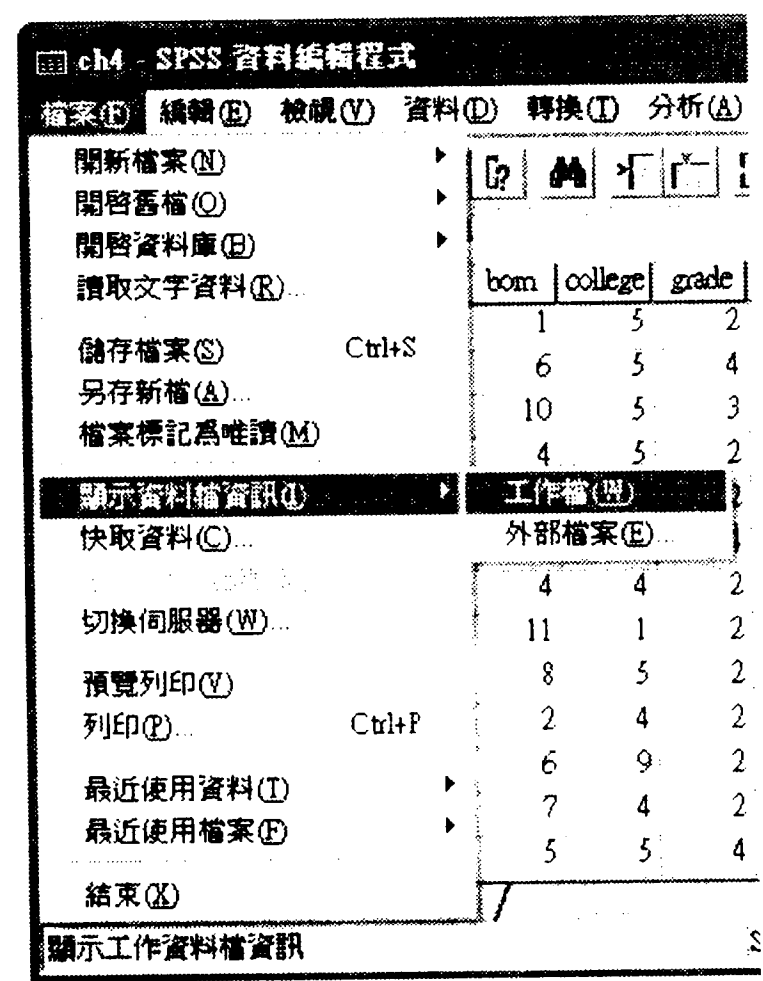 ch4 - SPSS 資料編輯程式
檔案(F) 編輯(E) 檢視(V) 資料(D) 轉換(T) 分析(A)
開新檔案(N)
開啓舊檔(O)
開啓資料庫(B)
讀取文字資料(R)...
born college grade
1 5 2
儲存檔案(S) Ctrl+S
6 5 4
另存新檔(A)...
10 5 3
檔案標記爲唯讀(M)
4 5 2
顯示資料檔資訊(I) 工作檔(W)
快取資料(C)... 外部檔案(E)...
4 4 2
切換伺服器(W)...
11 1 2
預覽列印(V)
8 5 2
列印(P)... Ctrl+P
2 4 2
6 9 2
最近使用資料(T)
7 4 2
最近使用檔案(F)
5 5 4
結束(X)
顯示工作資料檔資訊